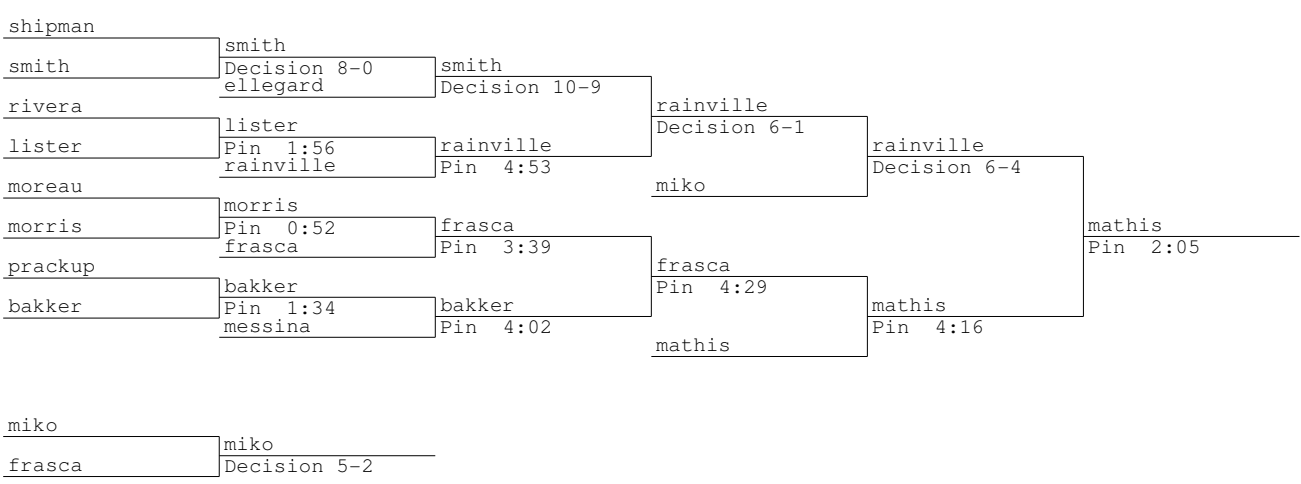 shipman
smith
smith
Decision 8-0
ellegard
smith
Decision 10-9
rivera
lister
lister
Pin 1:56
rainville
rainville
Pin 4:53
rainville
Decision 6-1
miko
rainville
Decision 6-4
moreau
morris
morris
Pin 0:52
frasca
frasca
Pin 3:39
prackup
bakker
bakker
Pin 1:34
messina
bakker
Pin 4:02
frasca
Pin 4:29
mathis
mathis
Pin 4:16
mathis
Pin 2:05
miko
frasca
miko
Decision 5-2